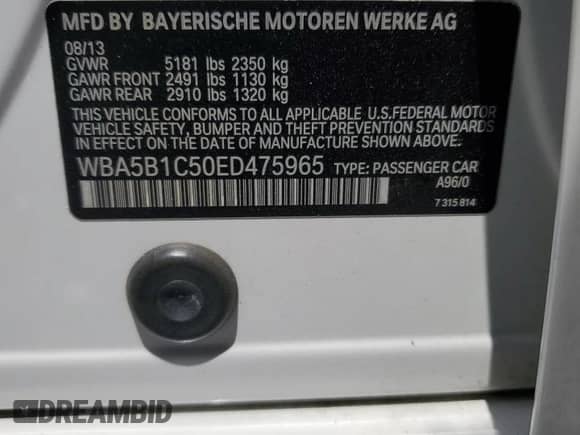 MFD BY BAYERISCHE MOTOREN WERKE AG
08/13
GVWR 5181 lbs 2350 kg
GAWR FRONT 2491 lbs 1130 kg
GAWR REAR 2910 lbs 1320 kg
THIS VEHICLE CONFORMS TO ALL APPLICABLE U.S.FEDERAL MOTOR
VEHICLE SAFETY, BUMPER AND THEFT PREVENTION STANDARDS
IN EFFECT ON THE DATE OF MANUFACTURE SHOWN ABOVE.
WBA5B1C50ED475965 TYPE: PASSENGER CAR
A96/0
7 315 814
DREAMBID